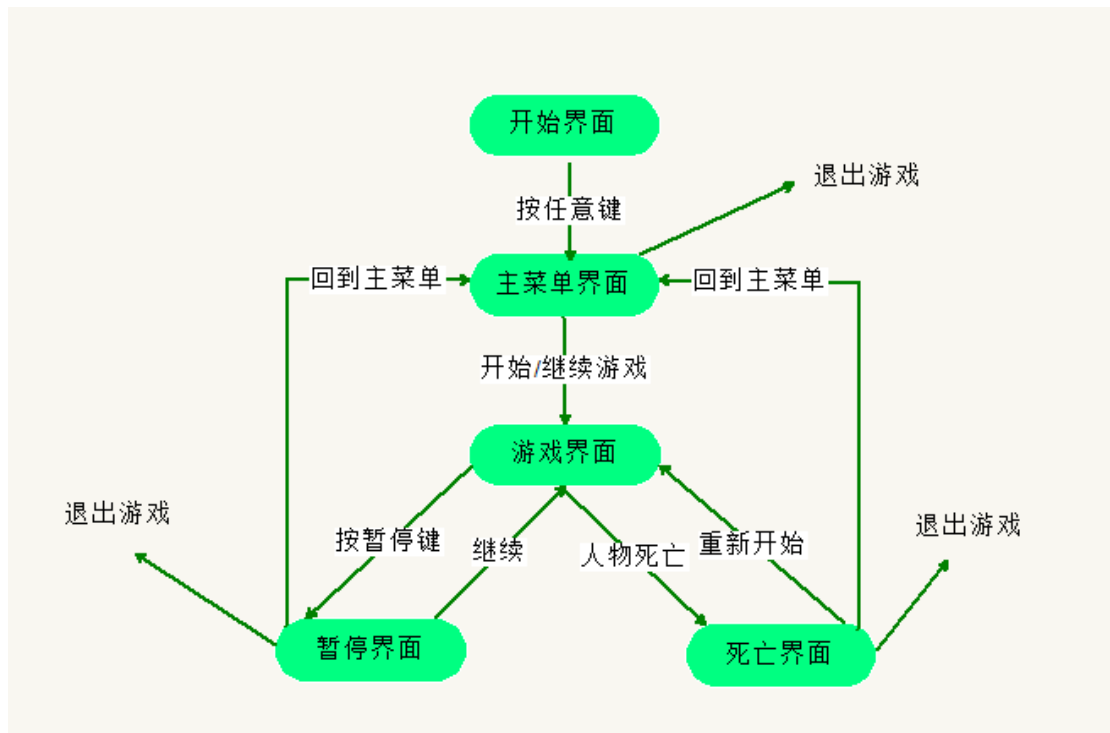 开始界面
退出游戏
按任意键
回到主菜单
主菜单界面
回到主菜单
开始/继续游戏
游戏界面
退出游戏
退出游戏
按暂停键
继续
人物死亡
重新开始
暂停界面
死亡界面